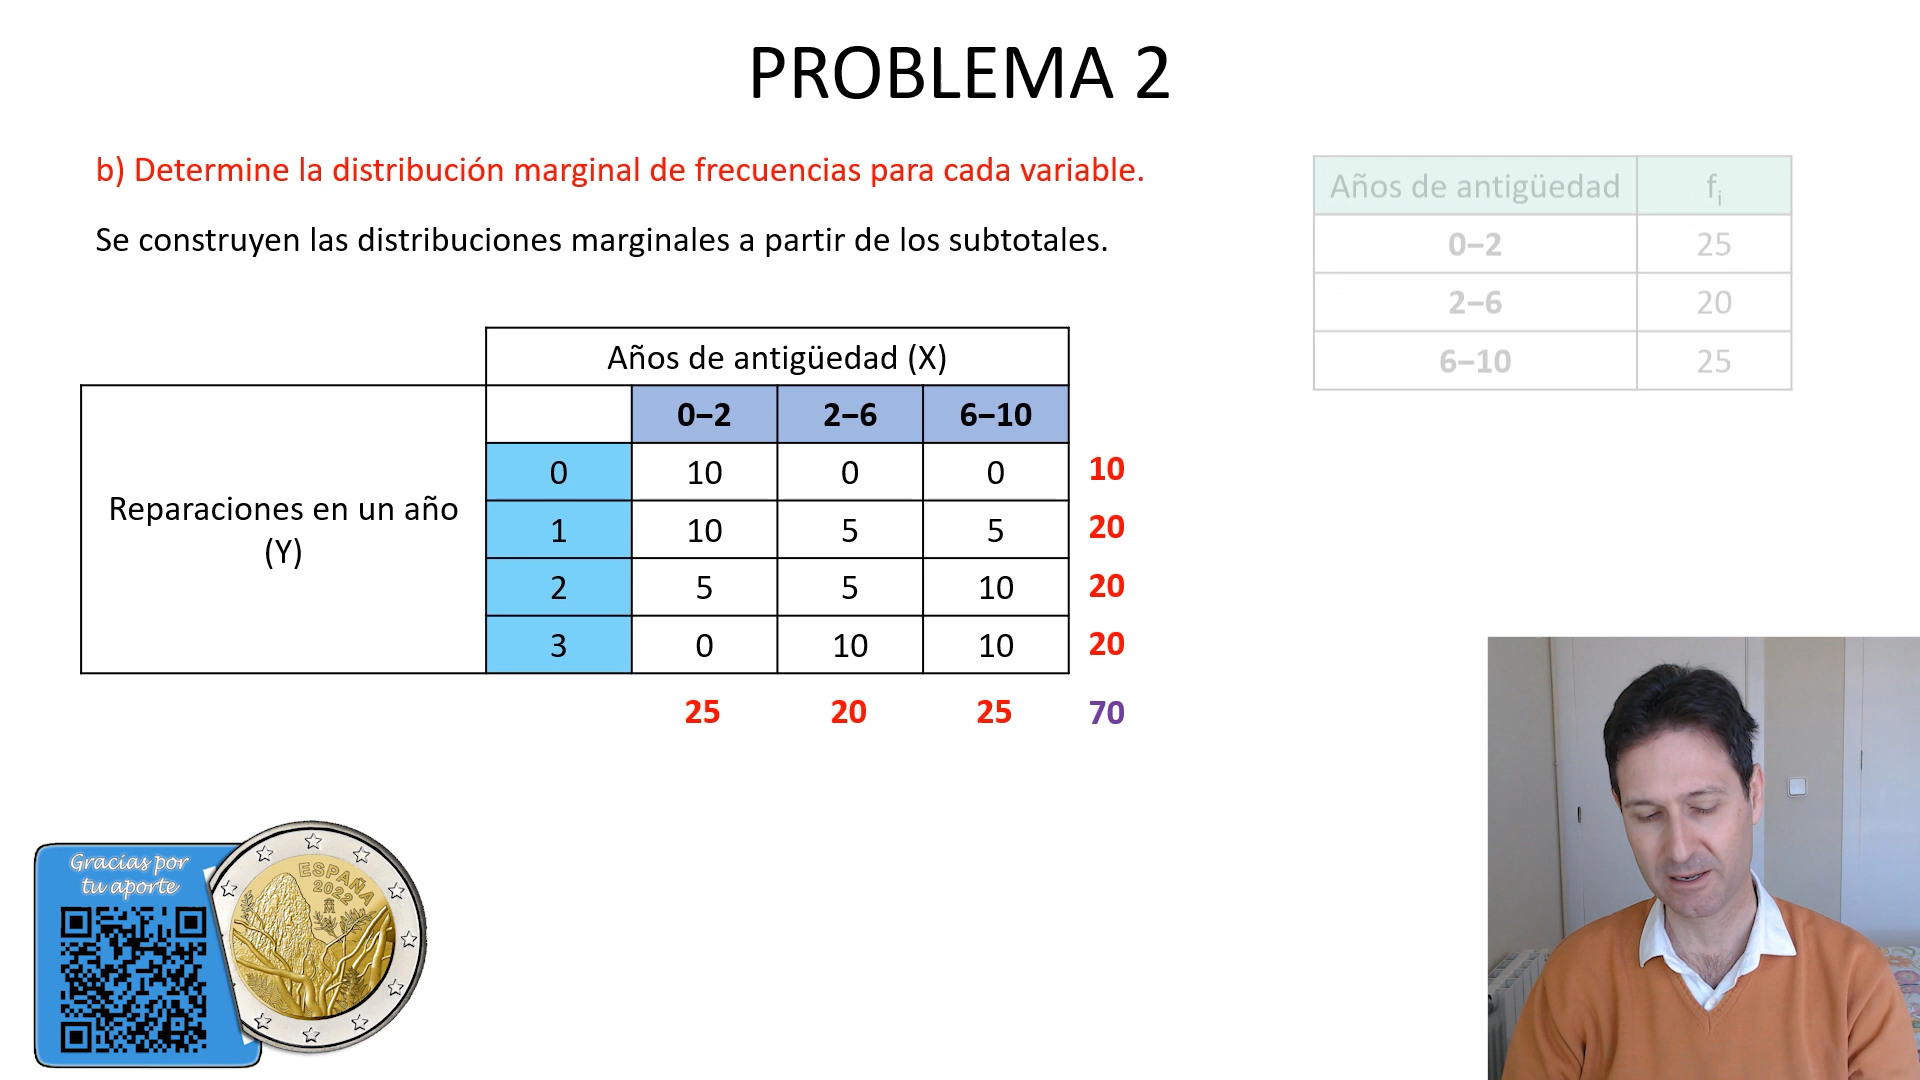 PROBLEMA 2
b) Determine la distribución marginal de frecuencias para cada variable.
Se construyen las distribuciones marginales a partir de los subtotales.
Años de antigüedad fi
0–2 25
2–6 20
6–10 25
Años de antigüedad (X)
0–2 2–6 6–10
Reparaciones en un año
(Y)
0 10 0 0 10
1 10 5 5 20
2 5 5 10 20
3 0 10 10 20
25 20 25 70
Gracias por
tu aporte
ESPAÑA
2022